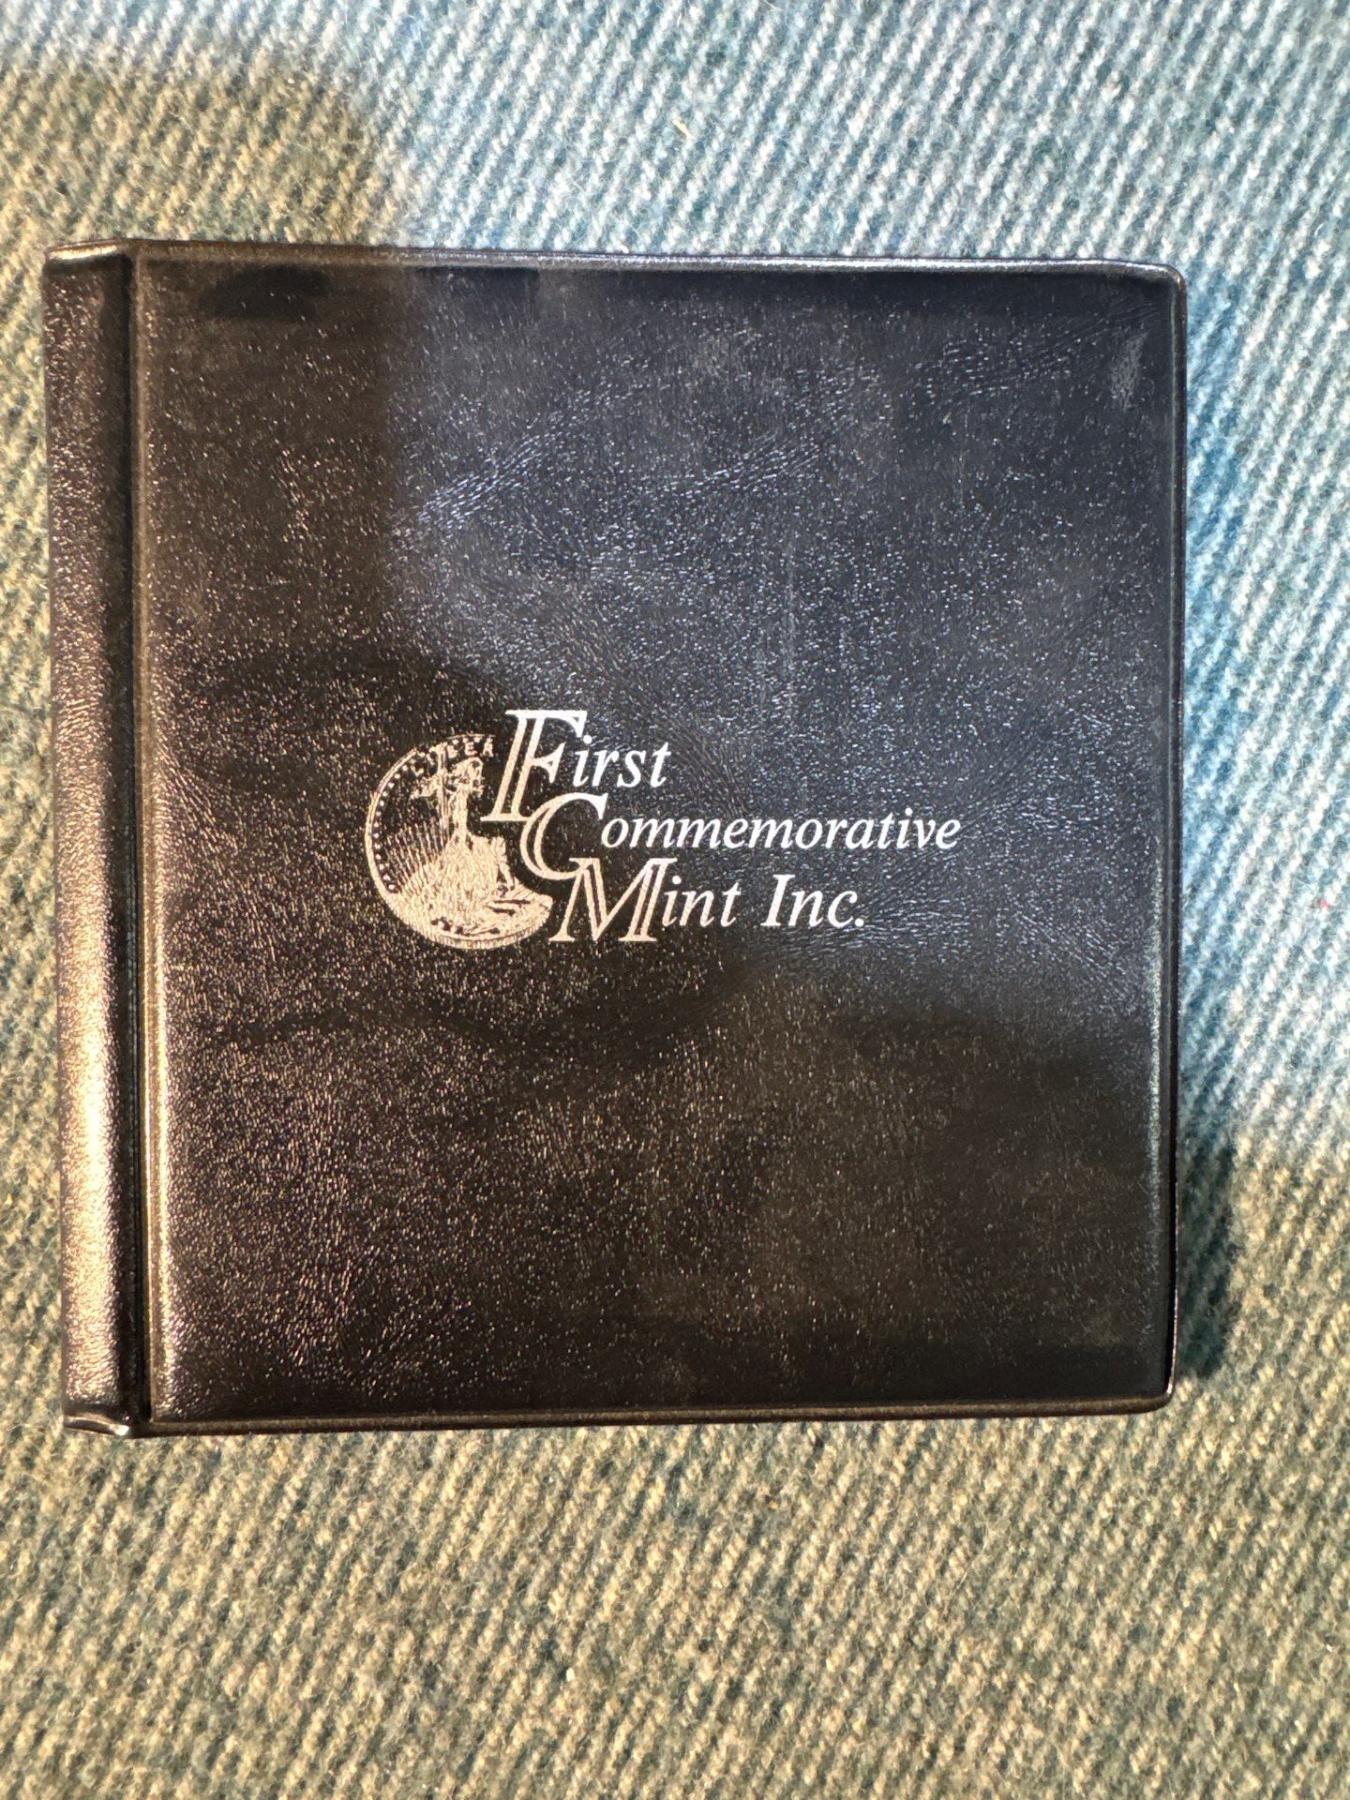 First
Commemorative
Mint Inc.